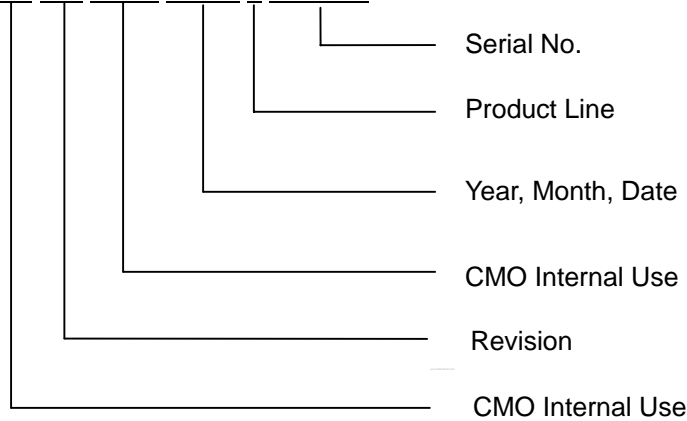 Serial No.
Product Line
Year, Month, Date
CMO Internal Use
Revision
CMO Internal Use